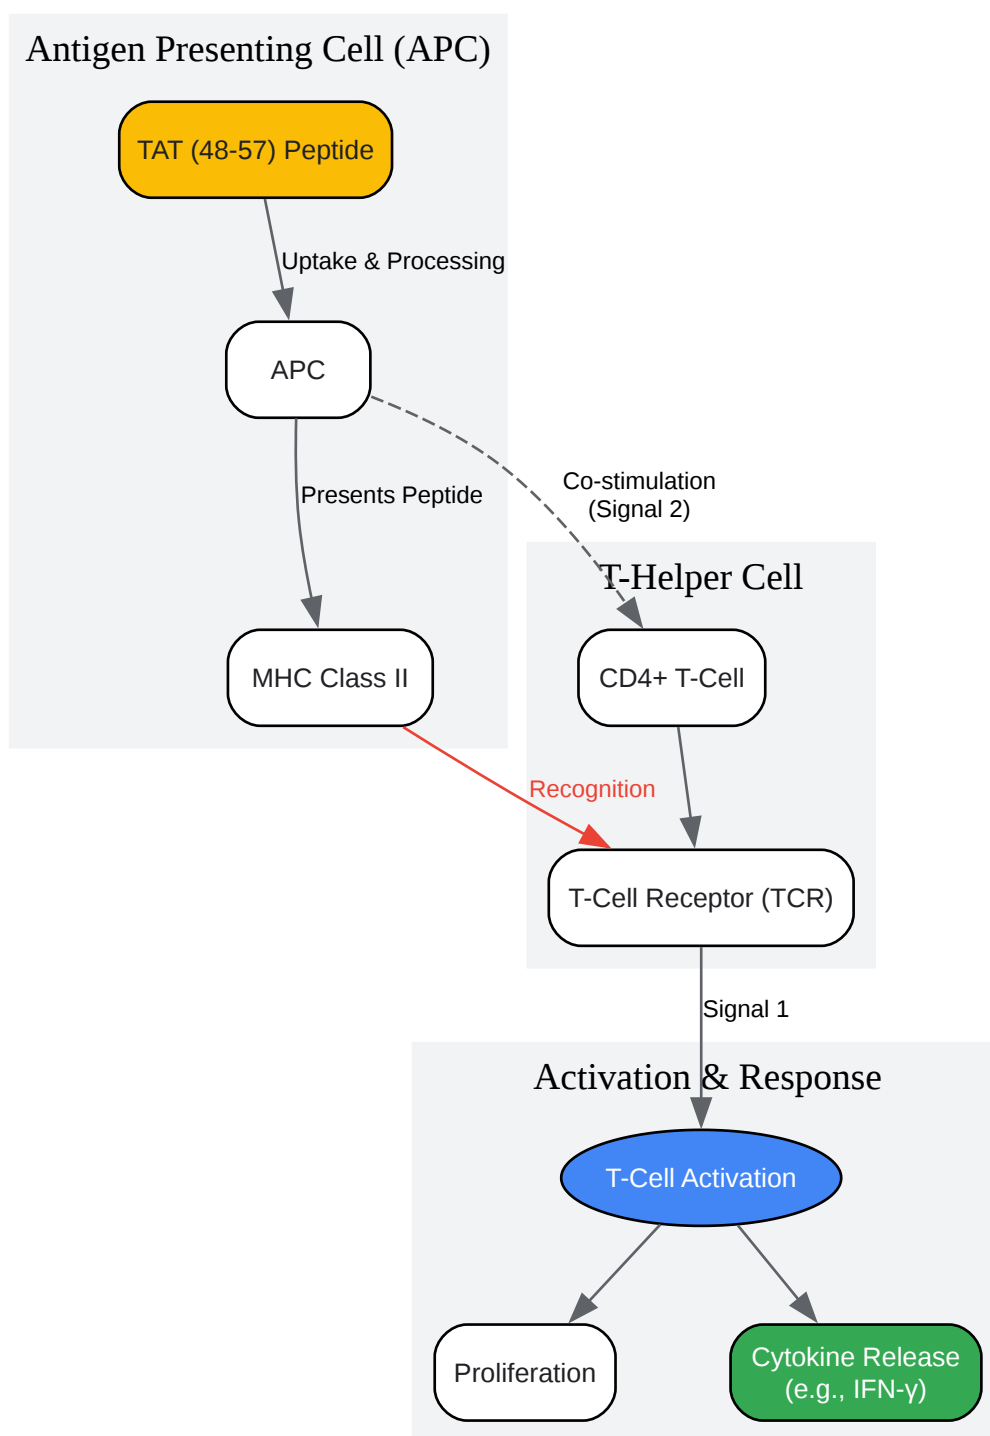 Antigen Presenting Cell (APC)
TAT (48-57) Peptide
Uptake & Processing
APC
Presents Peptide
Co-stimulation
(Signal 2)
T-Helper Cell
MHC Class II
CD4+ T-Cell
Recognition
T-Cell Receptor (TCR)
Signal 1
Activation & Response
T-Cell Activation
Proliferation
Cytokine Release
(e.g., IFN-γ)